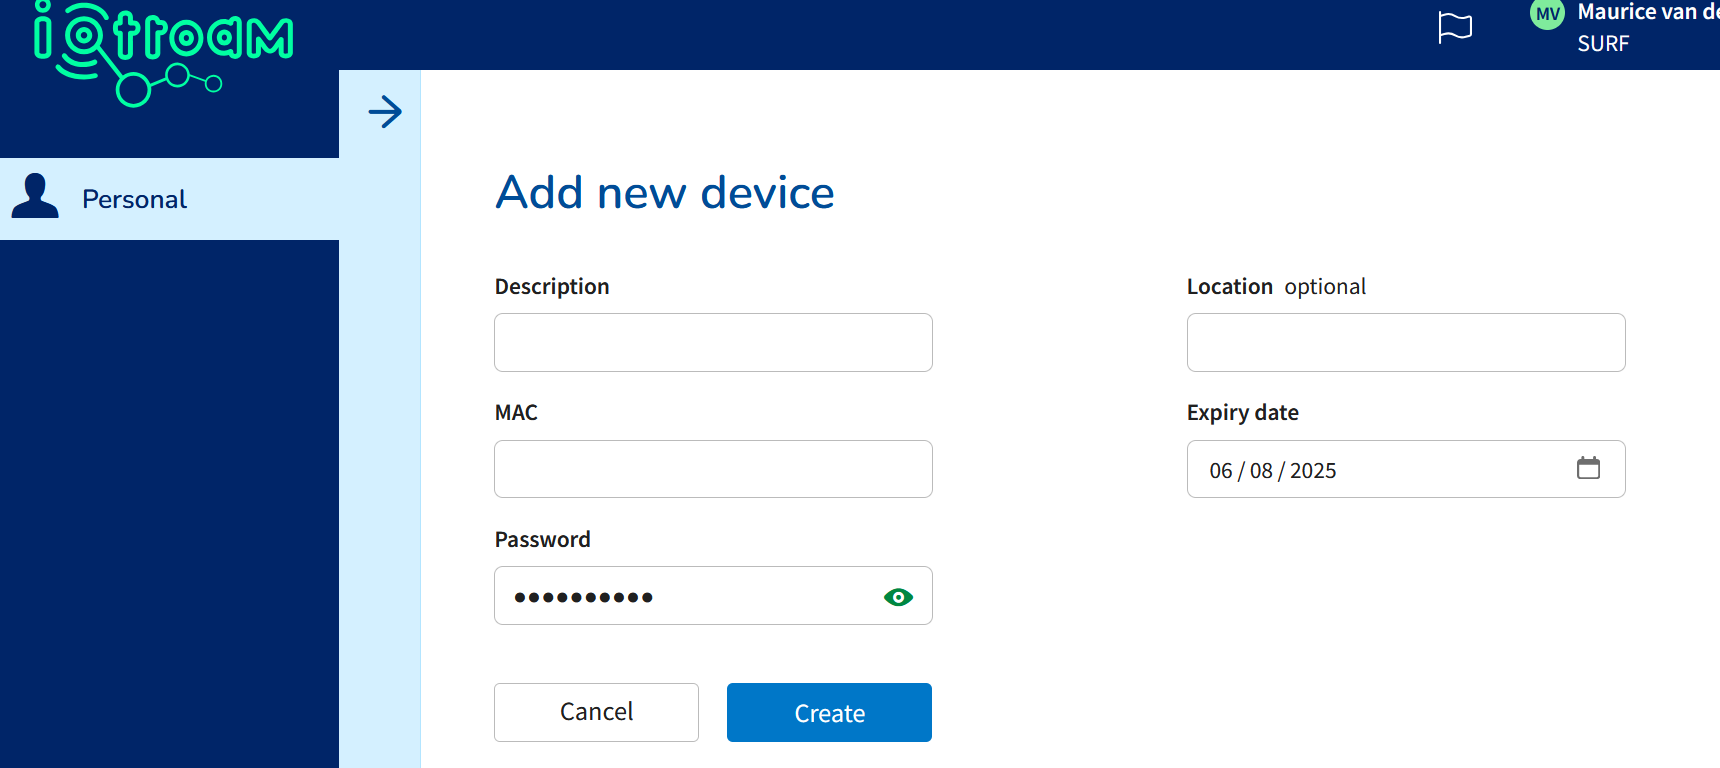 iotroam
MV
Maurice van de
SURF
Personal
Add new device
Description
Location optional
MAC
Expiry date
06 / 08 / 2025
Password
Cancel
Create